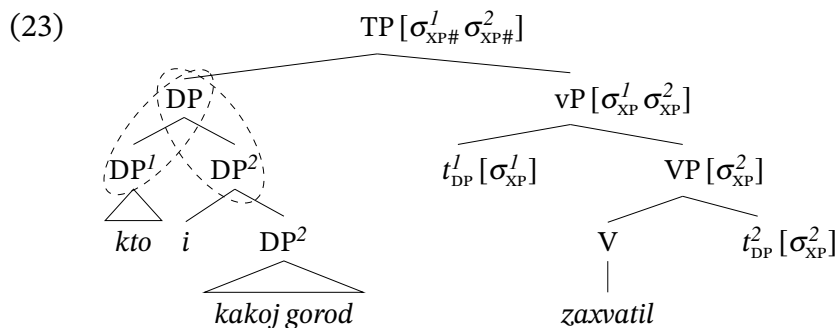 (23) TP [σ¹XP# σ²XP#]
DP vP [σ¹XP σ²XP]
DP¹ DP² t¹DP [σ¹XP] VP [σ²XP]
kto i DP² V t²DP [σ²XP]
kakoj gorod zaxvatil